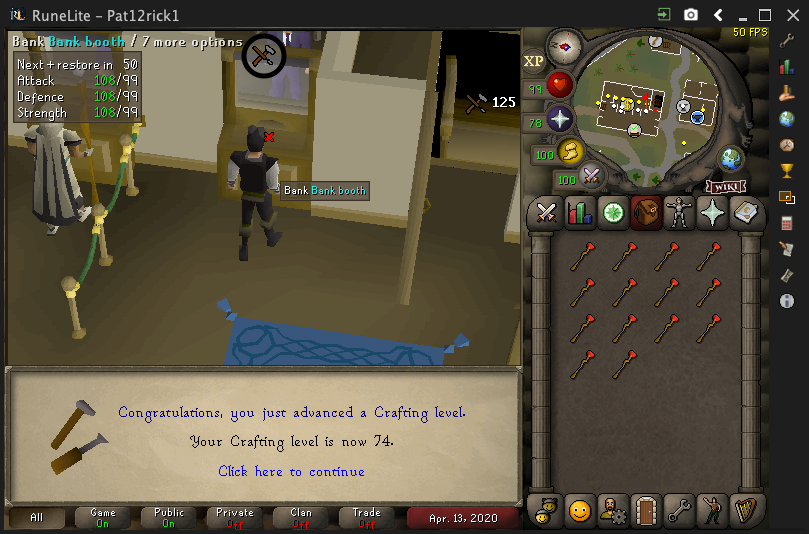 RuneLite - Pat12rick1
Bank Bank booth / 7 more options
50 FPS
Next + restore in 50
Attack 108/99
Defence 108/99
Strength 108/99
XP
99
125
78
100
100
WIKI
Bank Bank booth
Congratulations, you just advanced a Crafting level.
Your Crafting level is now 74.
Click here to continue
All
Game
On
Public
On
Private
Off
Clan
Off
Trade
Off
Apr. 13, 2020